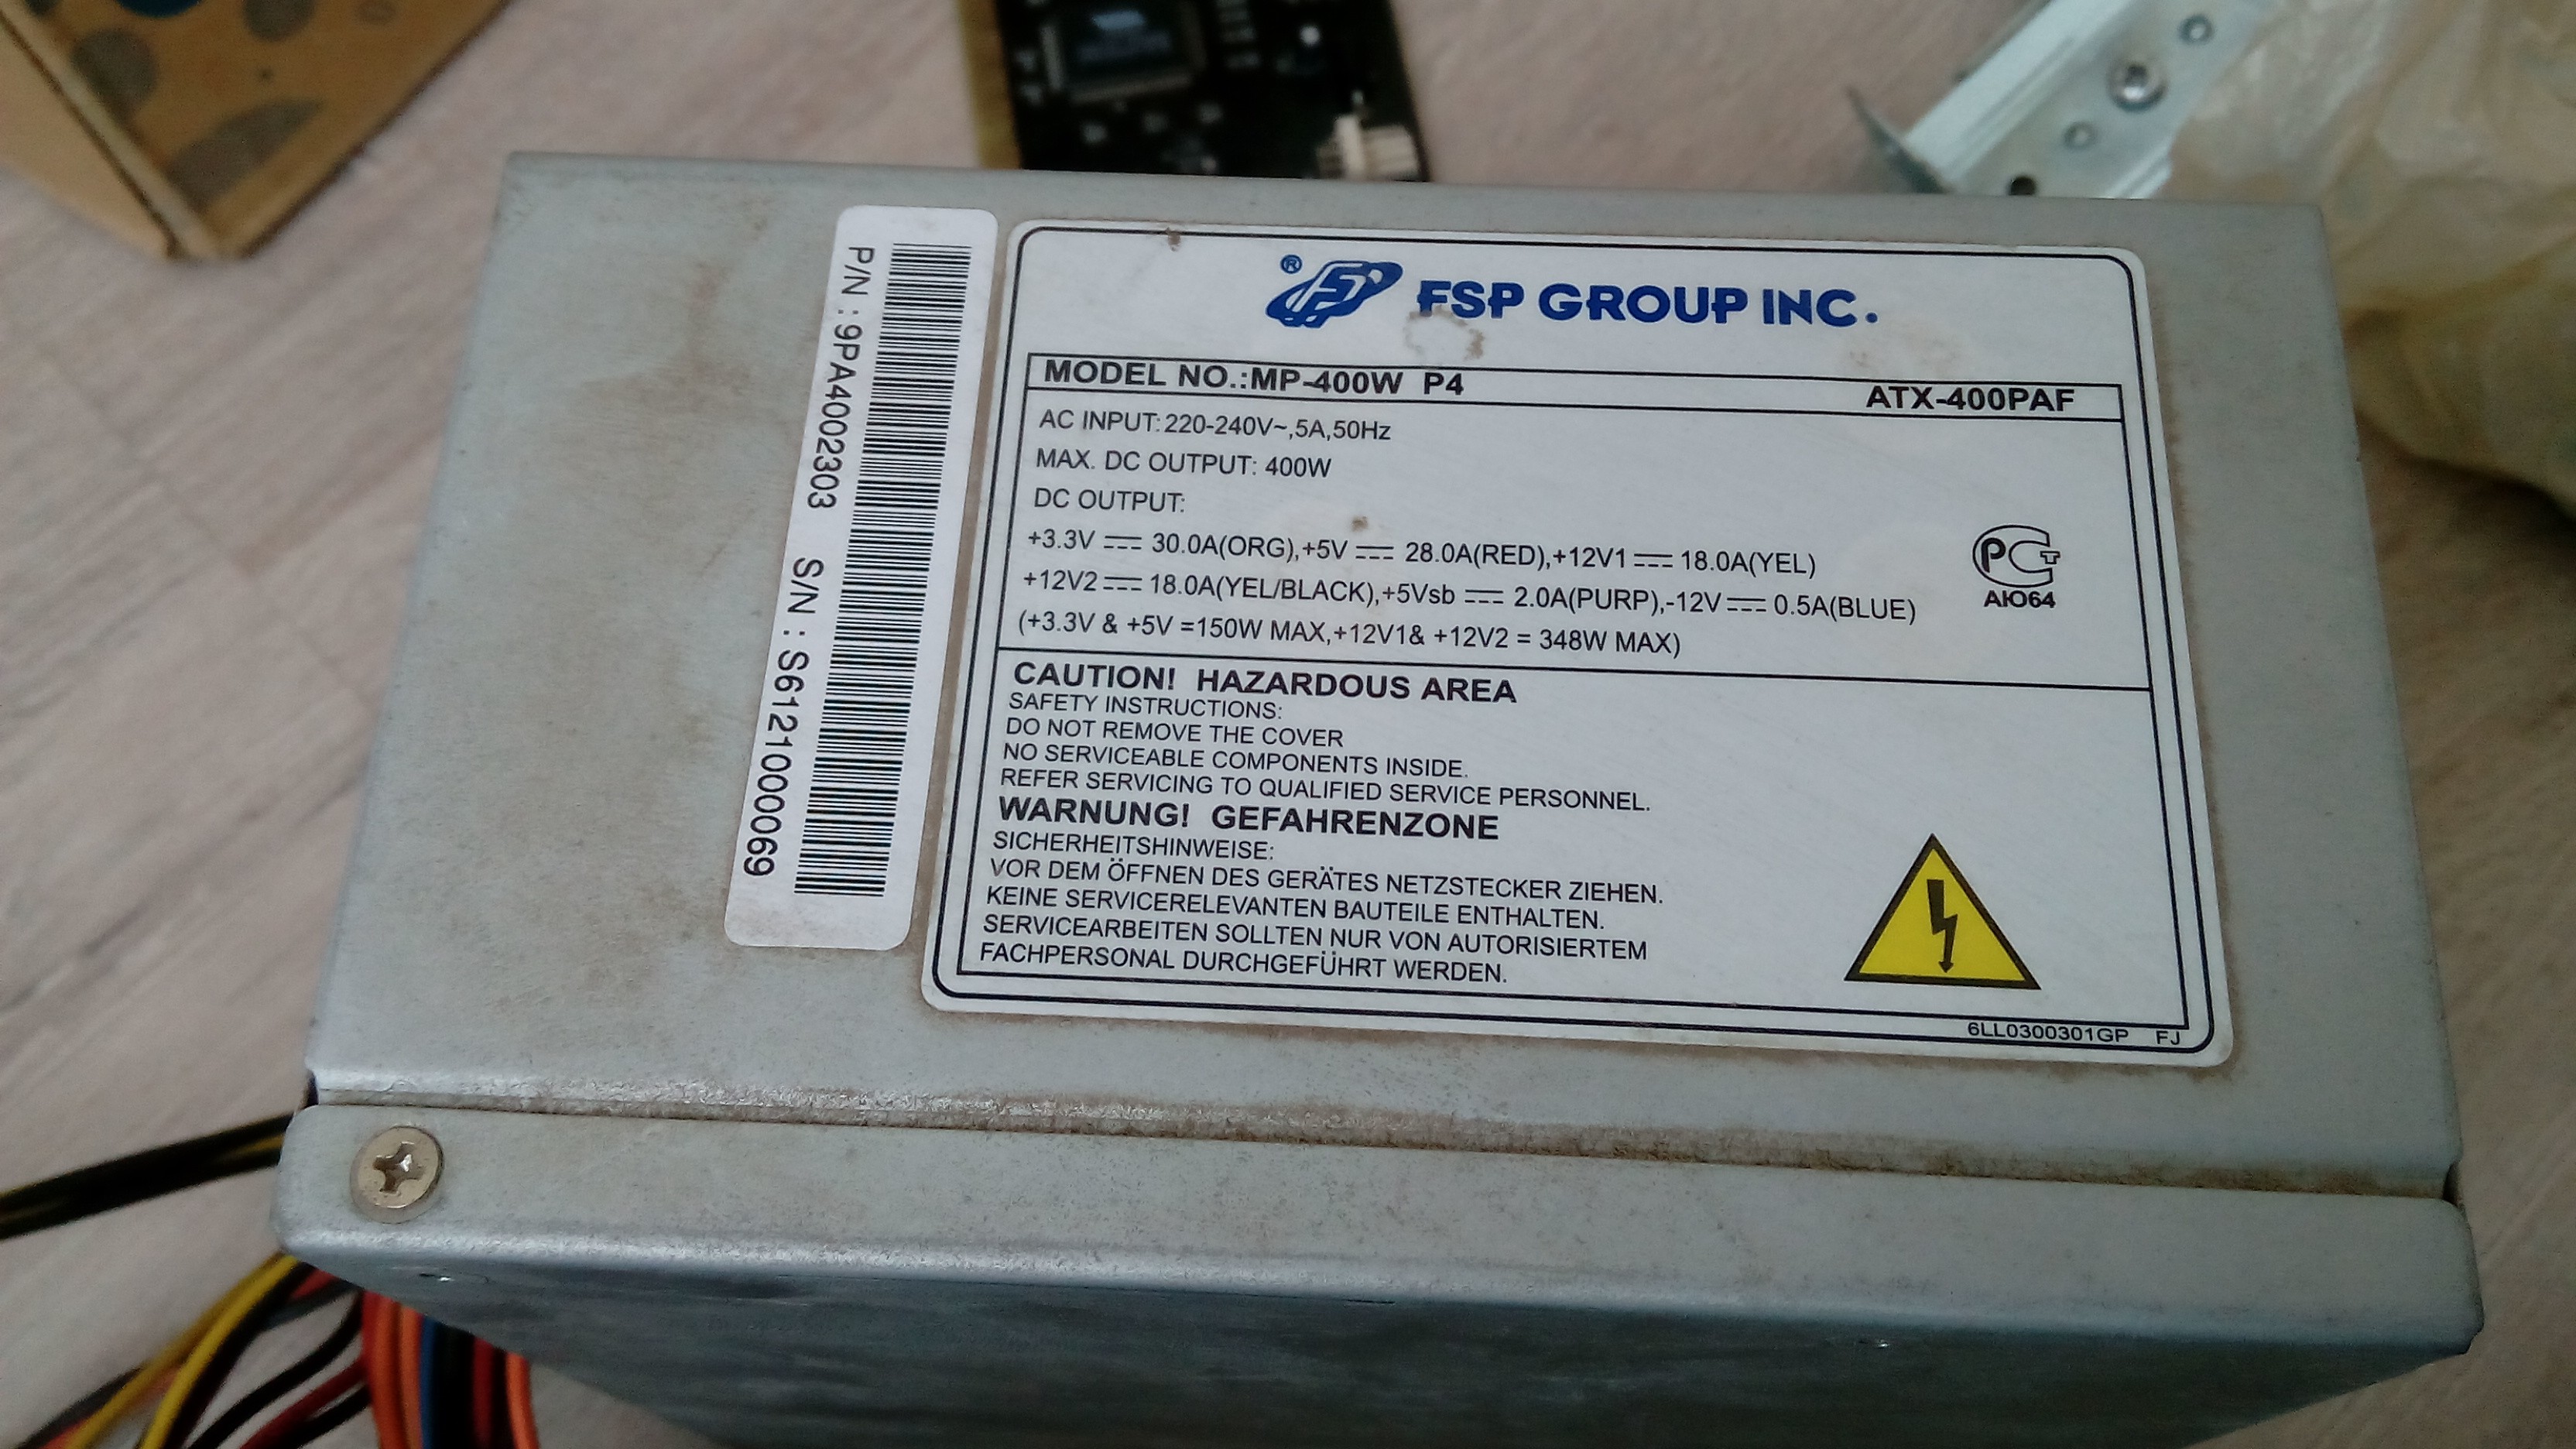 P/N : 9PA4002303 S/N : S6121000069
® FSP GROUP INC.
MODEL NO.:MP-400W P4 ATX-400PAF
AC INPUT: 220-240V~,5A,50Hz
MAX. DC OUTPUT: 400W
DC OUTPUT:
+3.3V ⎓ 30.0A(ORG),+5V ⎓ 28.0A(RED),+12V1 ⎓ 18.0A(YEL)
+12V2 ⎓ 18.0A(YEL/BLACK),+5Vsb ⎓ 2.0A(PURP),-12V ⎓ 0.5A(BLUE)
(+3.3V & +5V =150W MAX,+12V1& +12V2 = 348W MAX)
РСТ
АЮ64
CAUTION! HAZARDOUS AREA
SAFETY INSTRUCTIONS:
DO NOT REMOVE THE COVER
NO SERVICEABLE COMPONENTS INSIDE.
REFER SERVICING TO QUALIFIED SERVICE PERSONNEL.
WARNUNG! GEFAHRENZONE
SICHERHEITSHINWEISE:
VOR DEM ÖFFNEN DES GERÄTES NETZSTECKER ZIEHEN.
KEINE SERVICERELEVANTEN BAUTEILE ENTHALTEN.
SERVICEARBEITEN SOLLTEN NUR VON AUTORISIERTEM
FACHPERSONAL DURCHGEFÜHRT WERDEN.
6LL0300301GP FJ